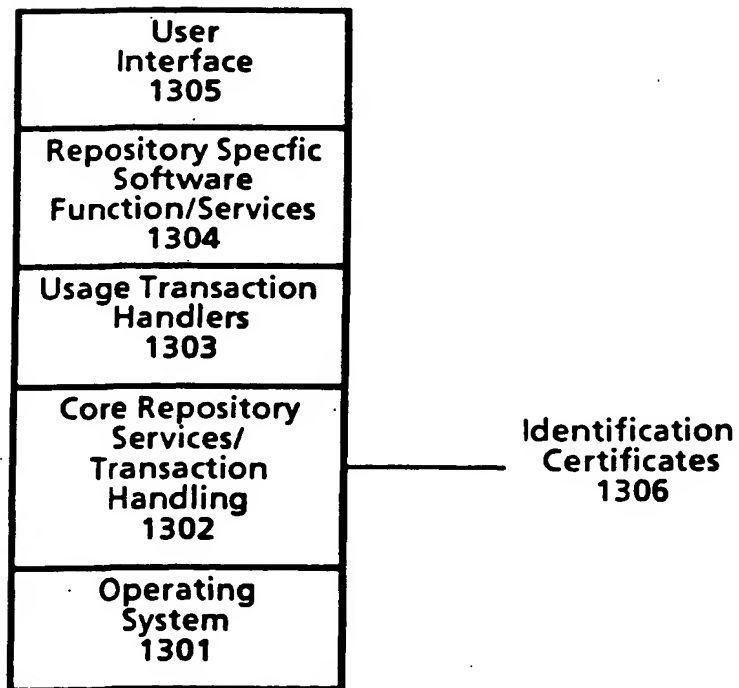 User
Interface
1305
Repository Specfic
Software
Function/Services
1304
Usage Transaction
Handlers
1303
Core Repository
Services/
Transaction
Handling
1302
Identification
Certificates
1306
Operating
System
1301